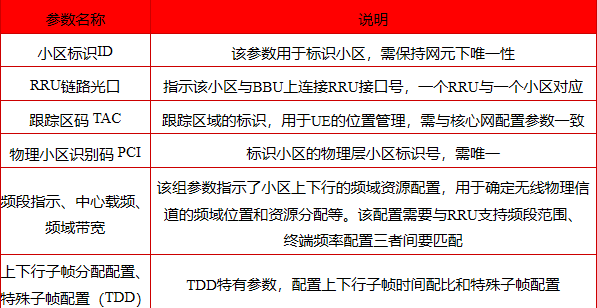 参数名称
说明
小区标识ID
该参数用于标识小区，需保持网元下唯一性
RRU链路光口
指示该小区与BBU上连接RRU接口号，一个RRU与一个小区对应
跟踪区码 TAC
跟踪区域的标识，用于UE的位置管理，需与核心网配置参数一致
物理小区识别码 PCI
标识小区的物理层小区标识号，需唯一
频段指示、中心载频、
频域带宽
该组参数指示了小区上下行的频域资源配置，用于确定无线物理信
道的频域位置和资源分配等。该配置需要与RRU支持频段范围、
终端频率配置三者间要匹配
上下行子帧分配配置、
特殊子帧配置（TDD）
TDD特有参数，配置上下行子帧时间配比和特殊子帧配置